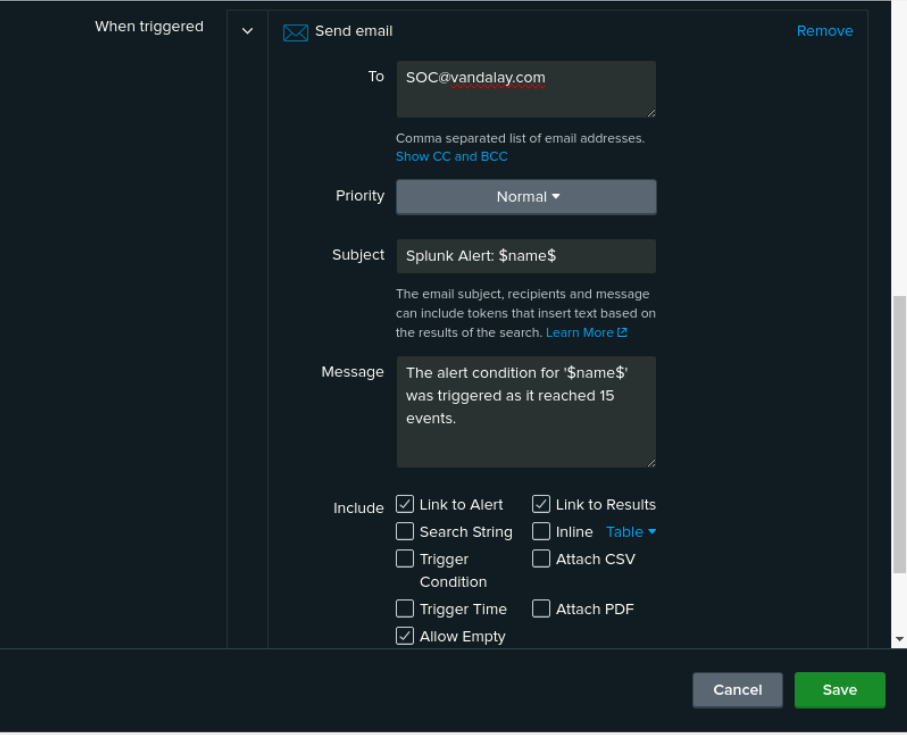 When triggered
Send email
Remove
To
SOC@vandalay.com
Comma separated list of email addresses.
Show CC and BCC
Priority
Normal
Subject
Splunk Alert: $name$
The email subject, recipients and message
can include tokens that insert text based on
the results of the search. Learn More
Message
The alert condition for '$name$'
was triggered as it reached 15
events.
Include
Link to Alert
Link to Results
Search String
Inline Table
Trigger
Condition
Attach CSV
Trigger Time
Attach PDF
Allow Empty
Cancel
Save